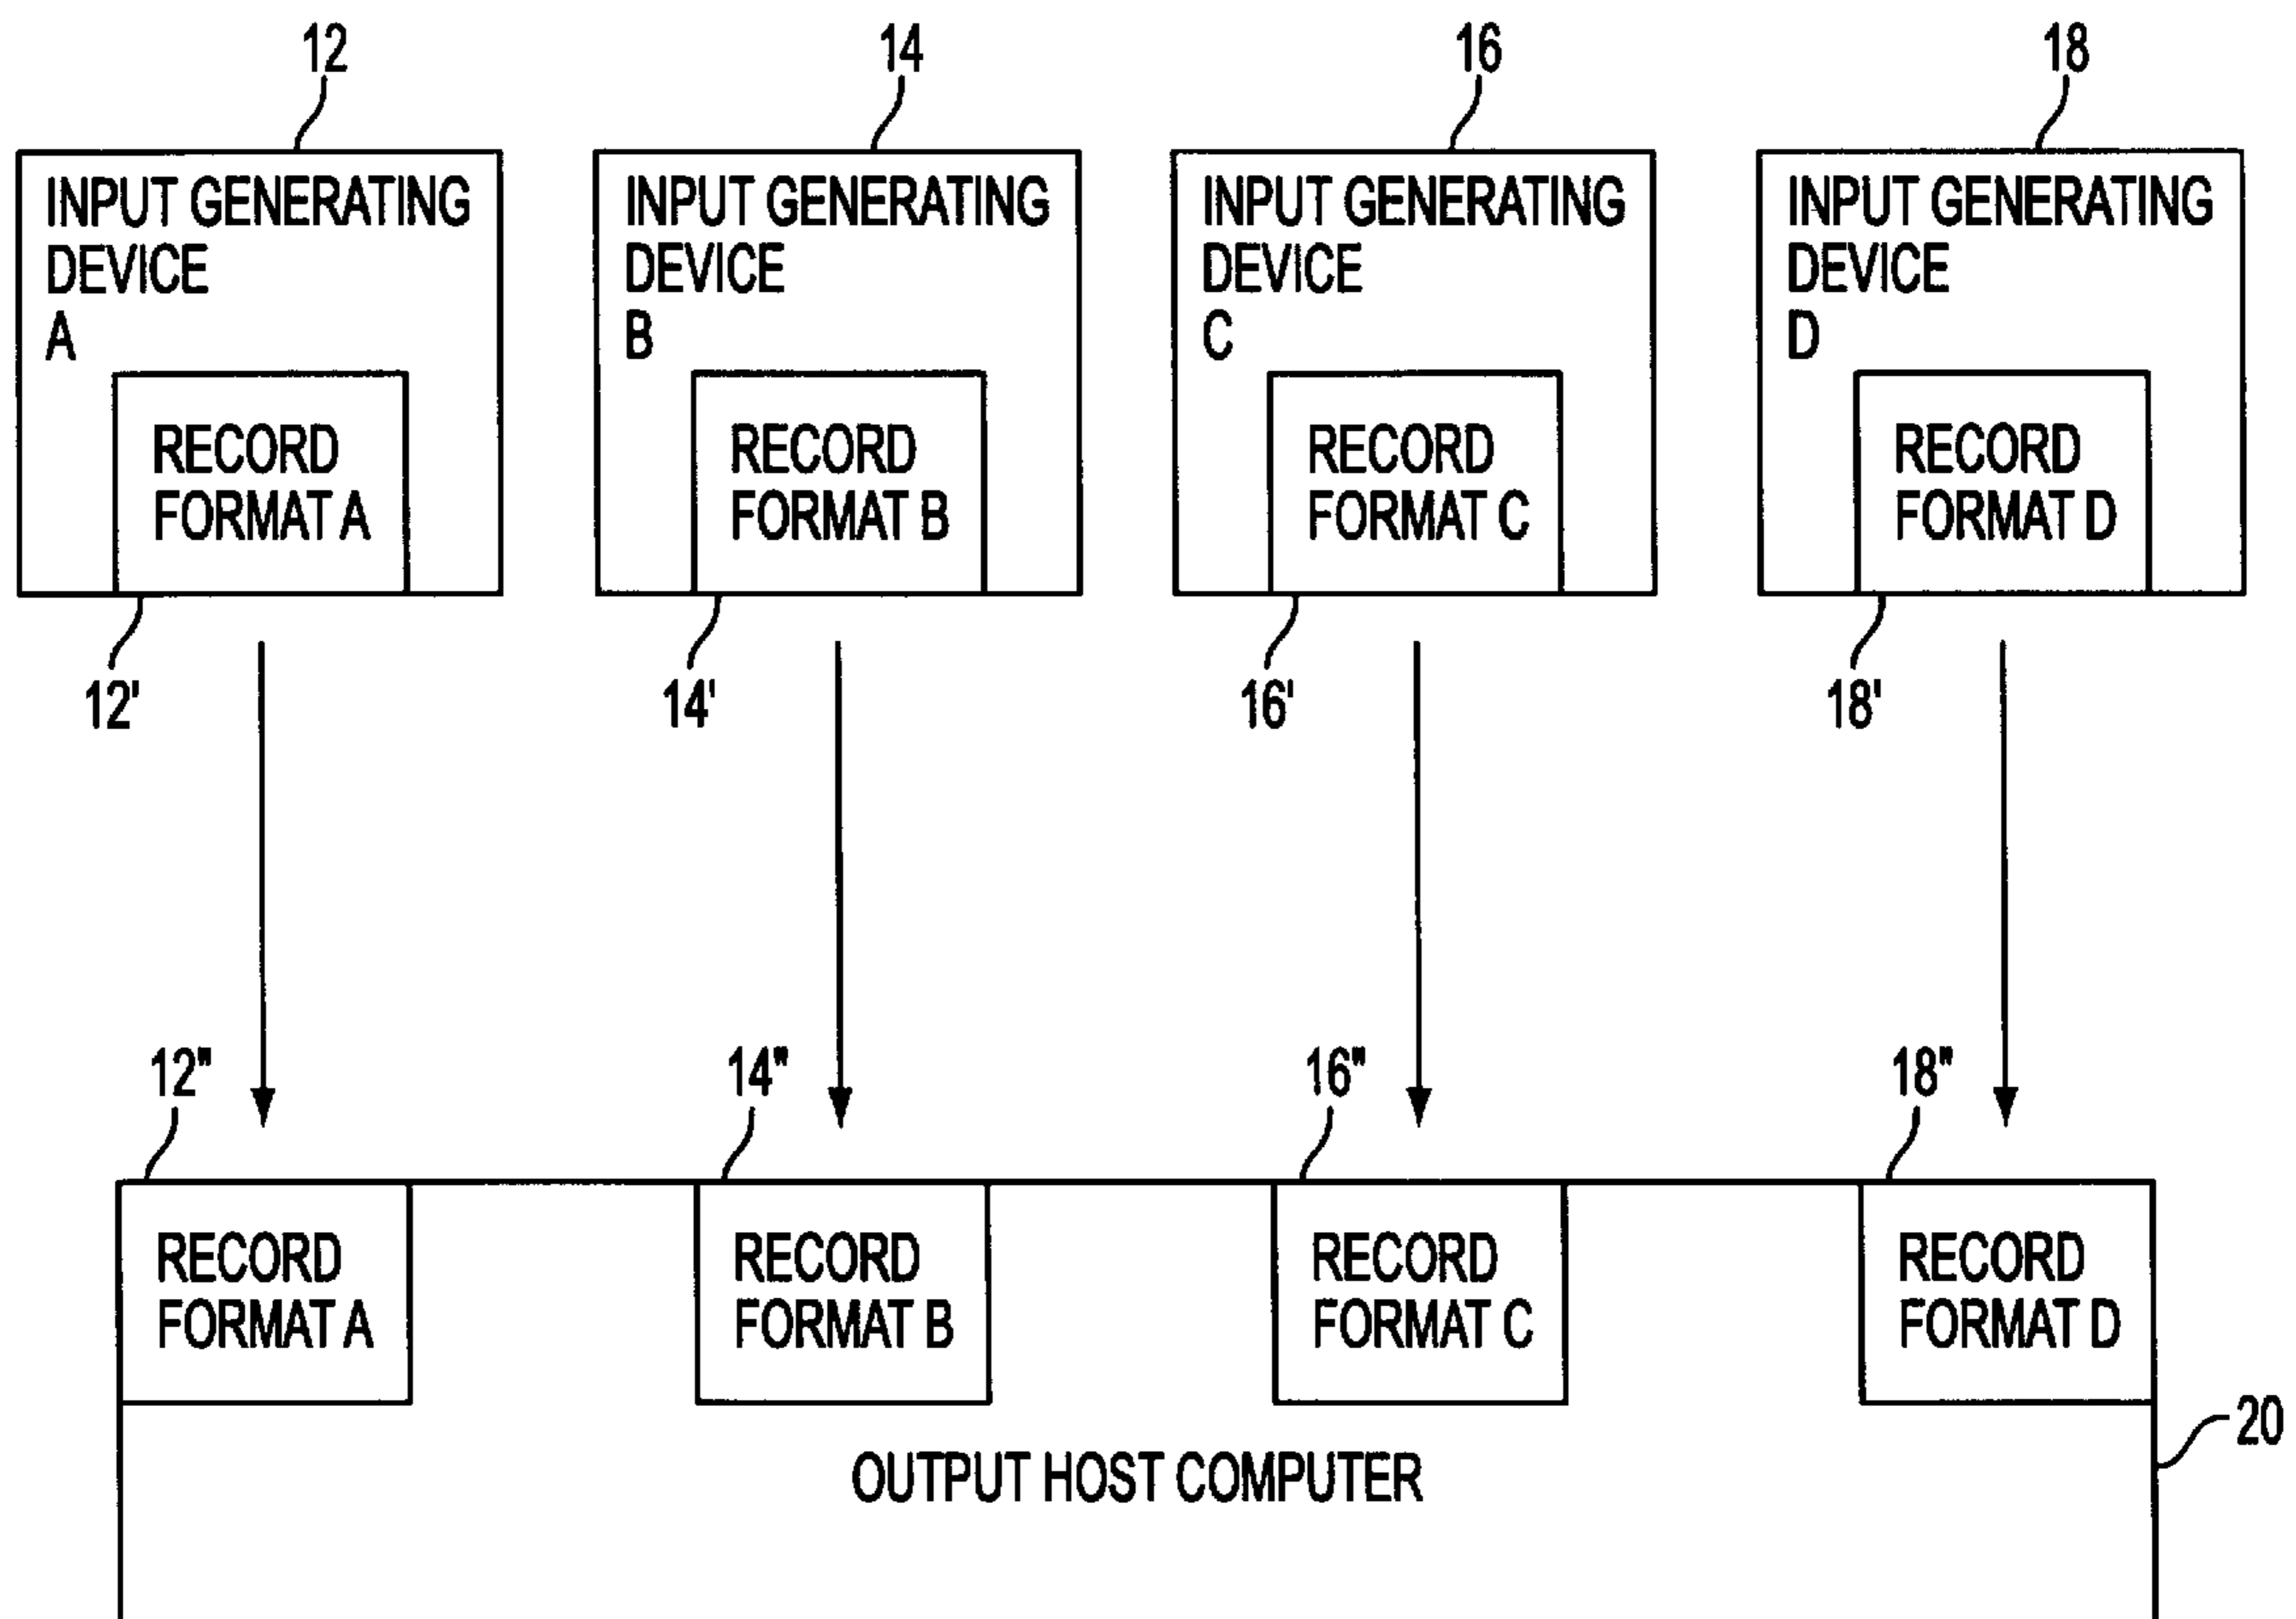 12
14
16
18
INPUT GENERATING
DEVICE
A
INPUT GENERATING
DEVICE
B
INPUT GENERATING
DEVICE
C
INPUT GENERATING
DEVICE
D
RECORD
FORMAT A
RECORD
FORMAT B
RECORD
FORMAT C
RECORD
FORMAT D
12'
14'
16'
18'
12"
14"
16"
18"
RECORD
FORMAT A
RECORD
FORMAT B
RECORD
FORMAT C
RECORD
FORMAT D
20
OUTPUT HOST COMPUTER